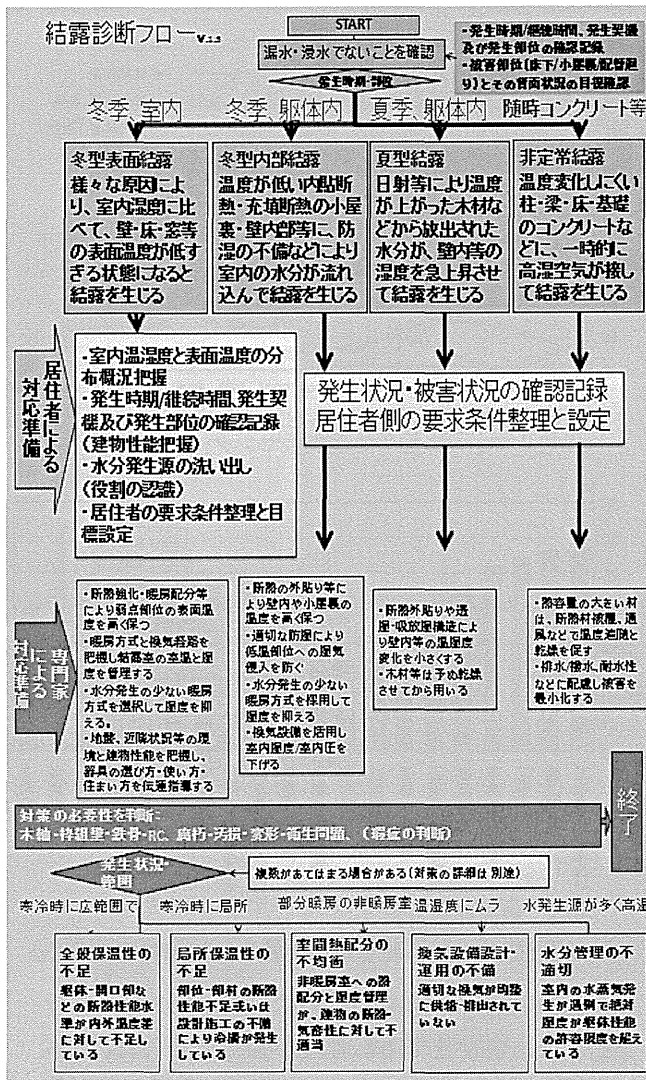 結露診断フロー
START
漏水・浸水でないことを確認
・発生時期/継続時間、発生契機
及び発生部位の確認記録
・被害部位(床下/小屋裏/配管廻
り)とその背面状況の目視確認
発生時期・部位
冬季、室内
冬季、躯体内
夏季、躯体内
随時コンクリート等
冬型表面結露
様々な原因によ
り、室内湿度に比
べて、壁・床・窓等
の表面温度が低す
ぎる状態になると
結露を生じる
冬型内部結露
温度が低い内貼断
熱・充填断熱の小屋
裏・壁内部等に、防
湿の不備などにより
室内の水分が流れ
込んで結露を生じる
夏型結露
日射等により温度
が上がった木材な
どから放出された
水分が、壁内等の
湿度を急上昇させ
て結露を生じる
非定常結露
温度変化しにくい
柱・梁・床・基礎
のコンクリートな
どに、一時的に
高湿空気が接し
て結露を生じる
居住者による
対応準備
・室内温湿度と表面温度の分
布概況把握
・発生時期/継続時間、発生契
機及び発生部位の確認記録
(建物性能把握)
・水分発生源の洗い出し
(役割の認識)
・居住者の要求条件整理と目
標設定
発生状況・被害状況の確認記録
居住者側の要求条件整理と設定
専門家
による
対応準備
・断熱強化・暖房配分等
により弱点部位の表面温
度を高く保つ
・暖房方式と換気経路を
把握し結露室の室温と湿
度を管理する
・水分発生の少ない暖房
方式を選択して湿度を抑
える。
・地盤、近隣状況等の環
境と建物性能を把握し、
器具の選び方・使い方・
住まい方を伝達指導する
・断熱の外貼り等に
より壁内や小屋裏の
温度を高く保つ
・適切な防湿により
低温部位への湿気
侵入を防ぐ
・水分発生の少ない
暖房方式を採用して
湿度を抑える
・換気設備を活用し
室内湿度/室内圧を
下げる
・断熱外貼りや透
湿・吸放湿構造によ
り壁内等の温湿度
変化を小さくする
・木材等は予め乾燥
させてから用いる
・熱容量の大きい材
は、断熱材被覆、通
風などで温度追随と
乾燥を促す
・排水/撥水、耐水性
などに配慮し被害を
最小化する
対策の必要性を判断:
木軸・枠組壁・鉄骨・RC、腐朽・汚損・変形・衛生問題、(瑕疵の判断)
終了
発生状況・
範囲
複数があてはまる場合がある(対策の詳細は別途)
寒冷時に広範囲で
寒冷時に局所
部分暖房の非暖房室
温湿度にムラ
水発生源が多く高湿
全般保温性の
不足
躯体・開口部な
どの断熱性能水
準が内外温度差
に対して不足し
ている
局所保温性の
不足
部位・部材の断熱
性能不足或いは
設計施工の不備
により冷橋が発生
している
室間熱配分の
不均衡
非暖房室への熱
配分と湿度管理
が、建物の断熱・
気密性に対して不
適当
換気設備設計・
運用の不備
適切な換気が均整
に供給・排出されて
いない
水分管理の不
適切
室内の水蒸気発
生が過剰で絶対
湿度が躯体性能
の許容限度を超え
ている